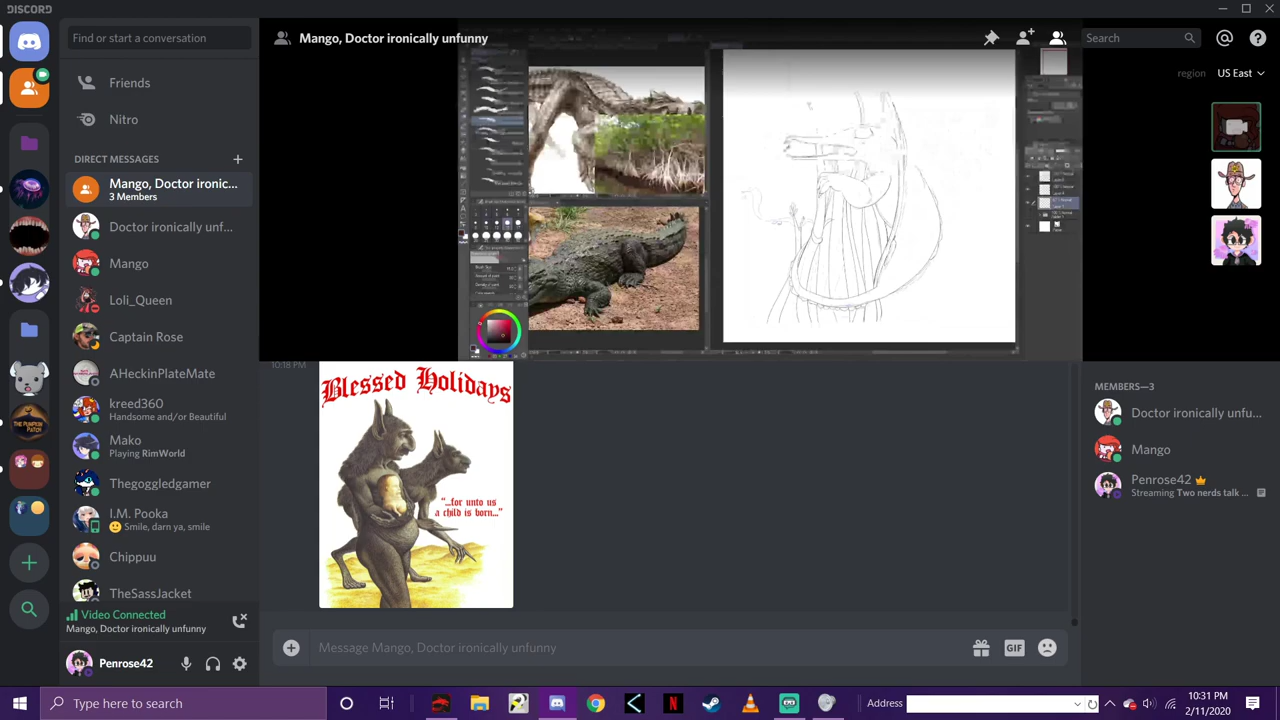 DISCORD
Find or start a conversation
Mango, Doctor ironically unfunny
Search
region
US East
Friends
Nitro
DIRECT MESSAGES
Mango, Doctor ironic...
3 Members
Doctor ironically unf...
Mango
Loli_Queen
Captain Rose
AHeckinPlateMate
kreed360
Handsome and/or Beautiful
Mako
Playing RimWorld
Thegoggledgamer
I.M. Pooka
Smile, darn ya, smile
Chippuu
TheSassJacket
Video Connected
Mango, Doctor ironically unfunny
Penrose42
10:18 PM
Blessed Holidays
"...for unto us
a child is born..."
Message Mango, Doctor ironically unfunny
GIF
MEMBERS—3
Doctor ironically unfu...
Mango
Penrose42
Streaming Two nerds talk ...
THE PUMPKIN
PATCH
Type here to search
Address
10:31 PM
2/11/2020